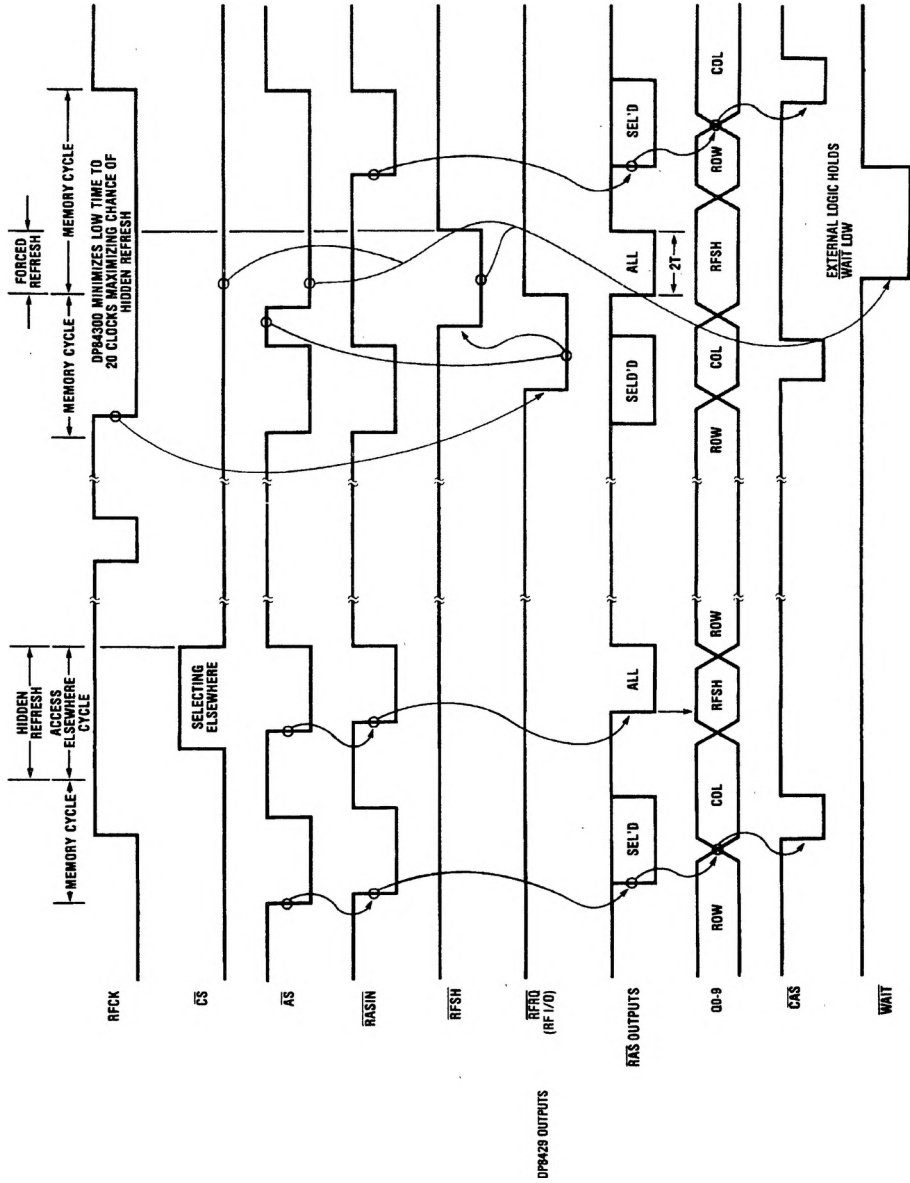 HIDDEN
REFRESH
MEMORY CYCLE
ACCESS
ELSEWHERE
CYCLE
FORCED
REFRESH
MEMORY CYCLE
MEMORY CYCLE
RFCK
DP84300 MINIMIZES LOW TIME TO
20 CLOCKS MAXIMIZING CHANCE OF
HIDDEN REFRESH
CS
SELECTING
ELSEWHERE
AS
RASIN
RFSH
RFRQ
(RF I/O)
DP8429 OUTPUTS
RAS OUTPUTS
SEL'D
ALL
SELD'D
ALL
2T
SEL'D
Q0-9
ROW
COL
RFSH
ROW
ROW
COL
RFSH
ROW
COL
CAS
WAIT
EXTERNAL LOGIC HOLDS
WAIT LOW